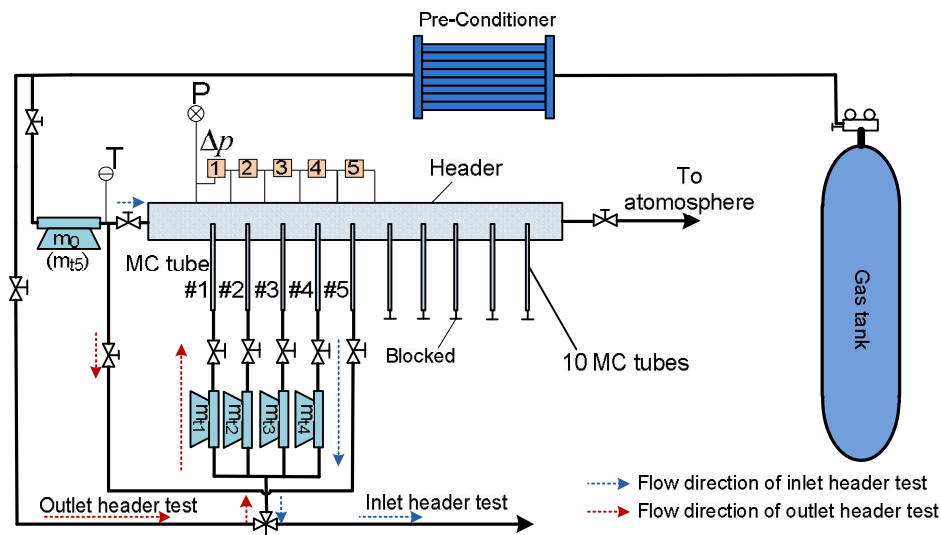 Pre-Conditioner
P
Δp
T
1 2 3 4 5
Header
To
atomosphere
m0
(mt5)
MC tube
#1 #2 #3 #4 #5
Blocked
10 MC tubes
Gas tank
mt1 mt2 mt3 mt4
Outlet header test
Inlet header test
Flow direction of inlet header test
Flow direction of outlet header test